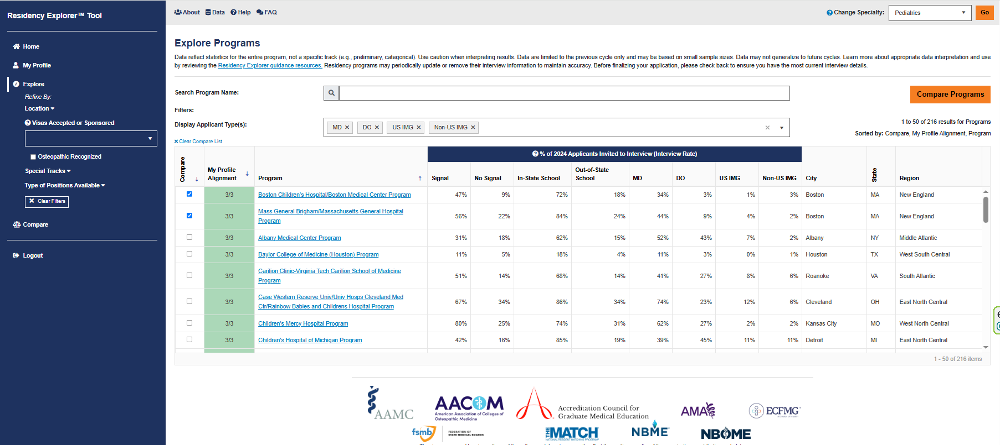 Residency Explorer™ Tool
Home
My Profile
Explore
Refine By:
Location
Visas Accepted or Sponsored
Osteopathic Recognized
Special Tracks
Type of Positions Available
Clear Filters
Compare
Logout
About Data Help FAQ
Change Specialty: Pediatrics Go
Explore Programs
Data reflect statistics for the entire program, not a specific track (e.g., preliminary, categorical). Use caution when interpreting results. Data are limited to the previous cycle only and may be based on small sample sizes. Data may not generalize to future cycles. Learn more about appropriate data interpretation and use
by reviewing the Residency Explorer guidance resources. Residency programs may periodically update or remove their interview information to maintain accuracy. Before finalizing your application, please check back to ensure you have the most current interview details.
Search Program Name:
Compare Programs
Filters:
Display Applicant Type(s): MD DO US IMG Non-US IMG
1 to 50 of 216 results for Programs
Sorted by: Compare, My Profile Alignment, Program
Clear Compare List
% of 2024 Applicants Invited to Interview (Interview Rate)
Compare My Profile Alignment Program Signal No Signal In-State School Out-of-State School MD DO US IMG Non-US IMG City State Region
3/3 Boston Children's Hospital/Boston Medical Center Program 47% 9% 72% 18% 34% 3% 1% 3% Boston MA New England
3/3 Mass General Brigham/Massachusetts General Hospital
Program 56% 22% 84% 24% 44% 9% 4% 2% Boston MA New England
3/3 Albany Medical Center Program 31% 18% 62% 15% 52% 43% 7% 2% Albany NY Middle Atlantic
3/3 Baylor College of Medicine (Houston) Program 11% 5% 18% 4% 11% 3% 0% 1% Houston TX West South Central
3/3 Carilion Clinic-Virginia Tech Carilion School of Medicine
Program 51% 14% 68% 14% 41% 27% 8% 6% Roanoke VA South Atlantic
3/3 Case Western Reserve Univ/Univ Hosps Cleveland Med
Ctr/Rainbow Babies and Childrens Hospital Program 67% 34% 86% 34% 74% 23% 12% 6% Cleveland OH East North Central
3/3 Children's Mercy Hospital Program 80% 25% 74% 31% 62% 27% 2% 2% Kansas City MO West North Central
3/3 Children's Hospital of Michigan Program 42% 16% 85% 19% 39% 45% 11% 11% Detroit MI East North Central
1 - 50 of 216 items
AAMC
AACOM
American Association of Colleges of
Osteopathic Medicine
Accreditation Council for
Graduate Medical Education
AMA
ECFMG
fsmb
FEDERATION OF
STATE MEDICAL BOARDS
THE MATCH
NATIONAL RESIDENT MATCHING PROGRAM
NBME
NBOME